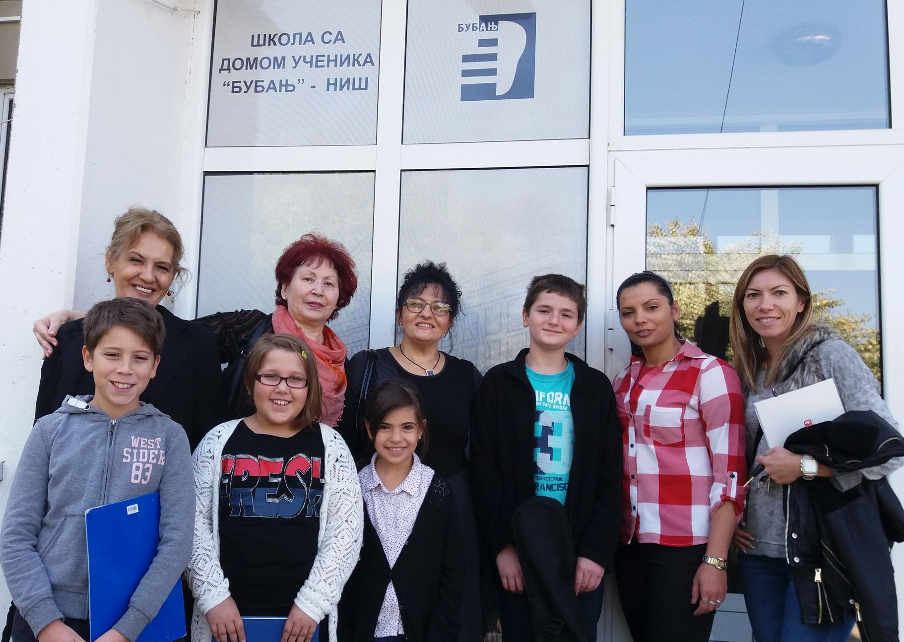 ШКОЛА СА
ДОМОМ УЧЕНИКА
“БУБАЊ” - НИШ
БУБАЊ
WEST
SIDER
83
FRESH